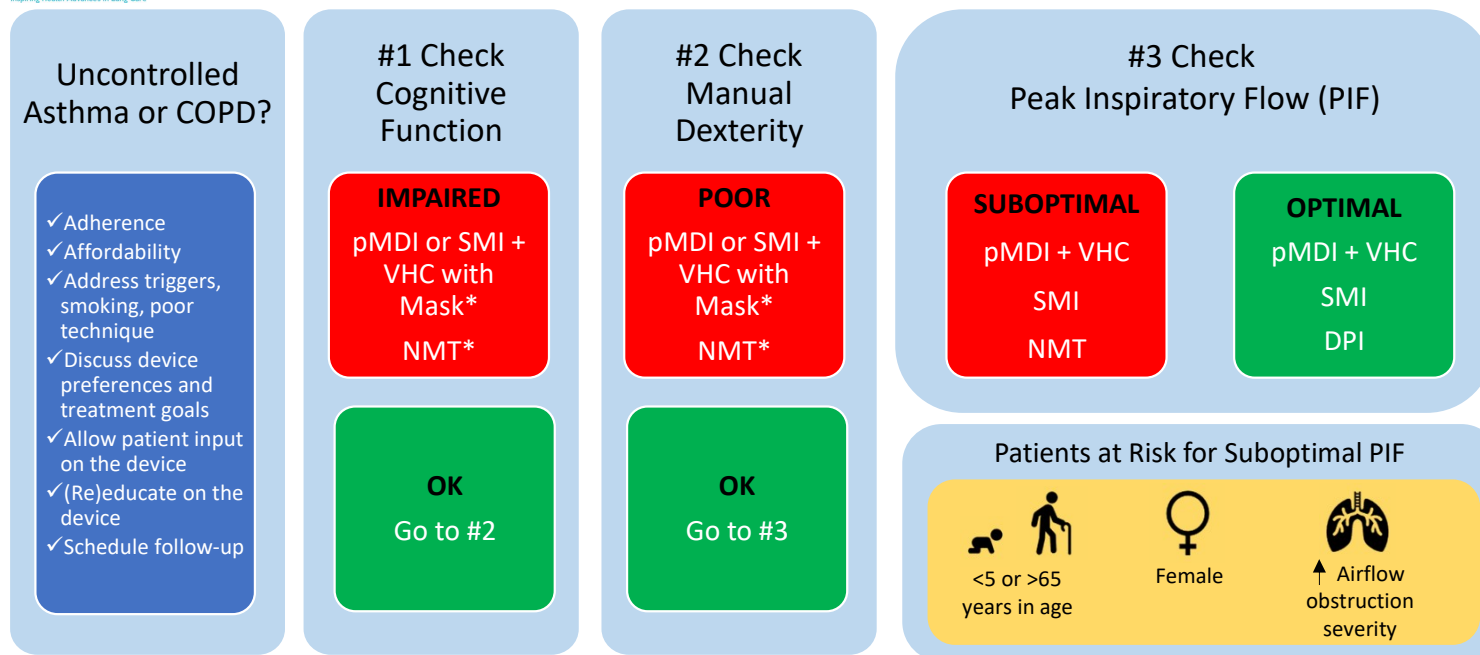 Uncontrolled
Asthma or COPD?
✓Adherence
✓Affordability
✓Address triggers,
smoking, poor
technique
✓Discuss device
preferences and
treatment goals
✓Allow patient input
on the device
✓(Re)educate on the
device
✓Schedule follow-up
#1 Check
Cognitive
Function
IMPAIRED
pMDI or SMI +
VHC with
Mask*
NMT*
OK
Go to #2
#2 Check
Manual
Dexterity
POOR
pMDI or SMI +
VHC with
Mask*
NMT*
OK
Go to #3
#3 Check
Peak Inspiratory Flow (PIF)
SUBOPTIMAL
pMDI + VHC
SMI
NMT
OPTIMAL
pMDI + VHC
SMI
DPI
Patients at Risk for Suboptimal PIF
<5 or >65
years in age
Female
Airflow
obstruction
severity